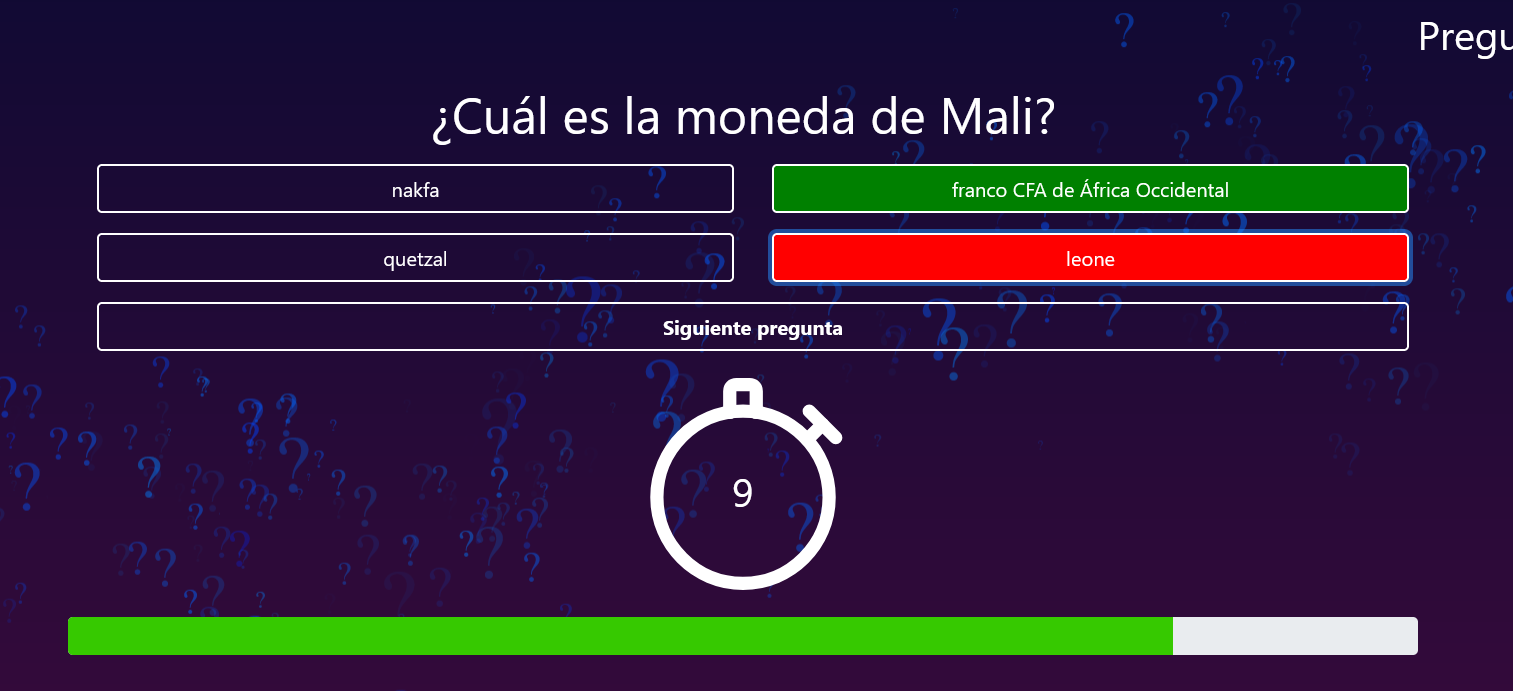 Pregu
¿Cuál es la moneda de Mali?
nakfa
franco CFA de África Occidental
quetzal
leone
Siguiente pregunta
9